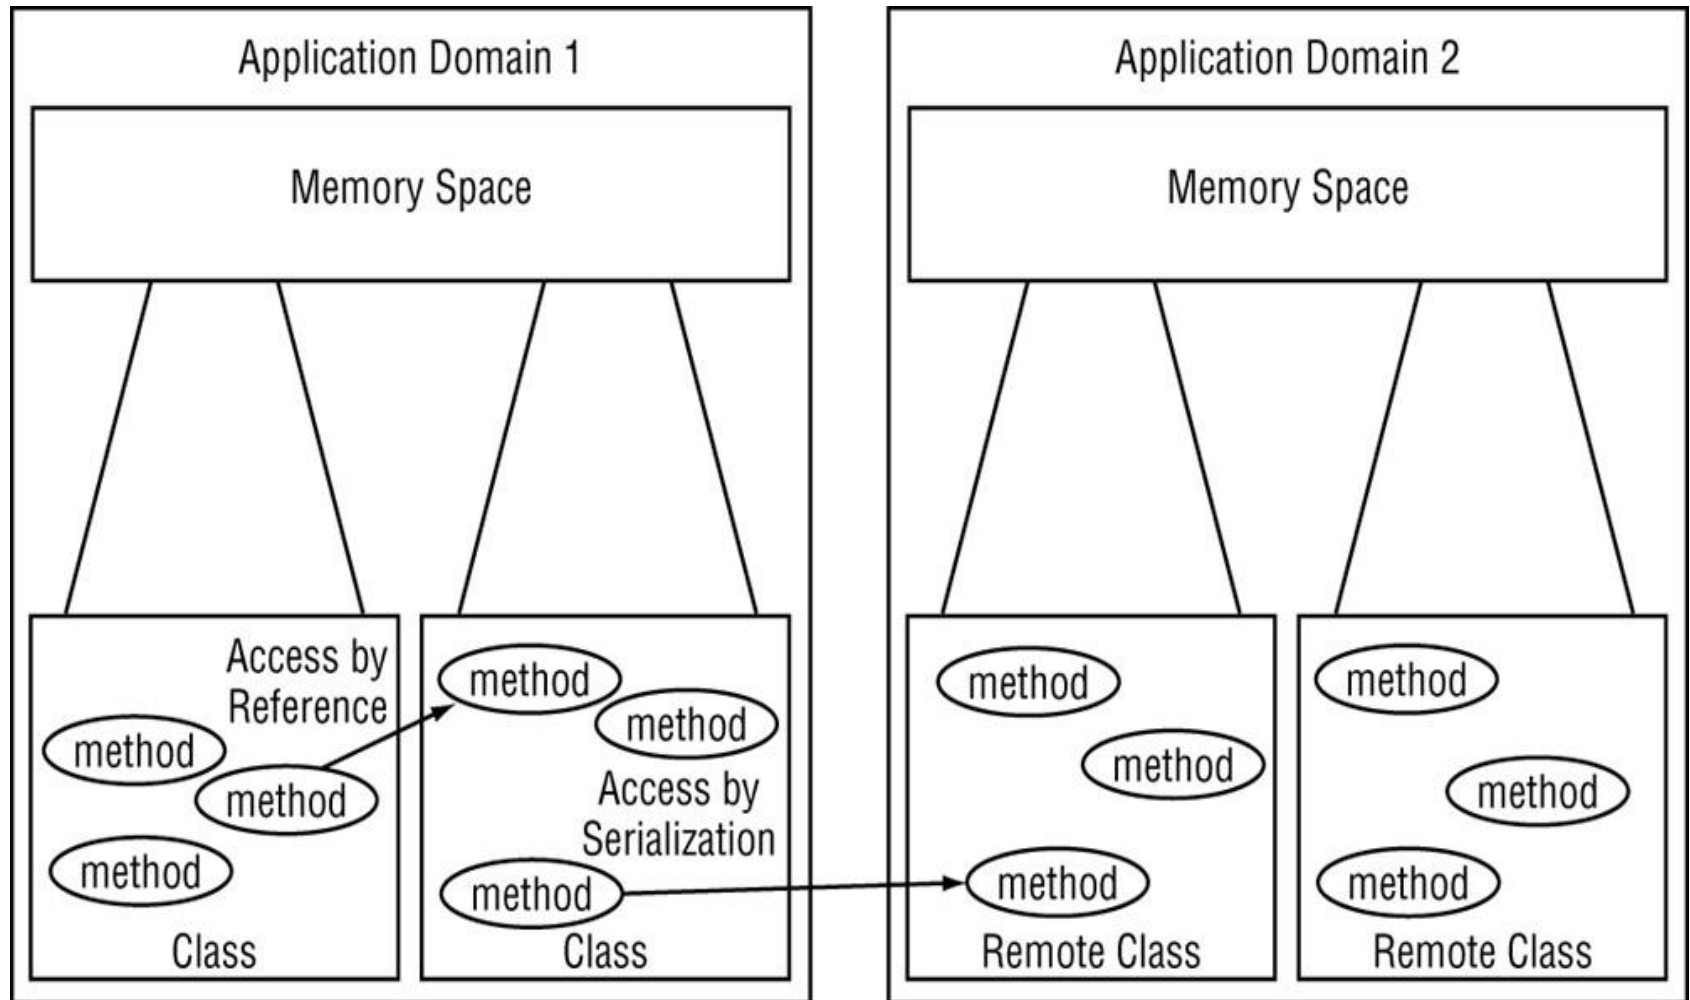 Application Domain 1
Memory Space
Access by
Reference
method
method
method
Class
method
method
Access by
Serialization
method
Class
Application Domain 2
Memory Space
method
method
method
Remote Class
method
method
method
Remote Class